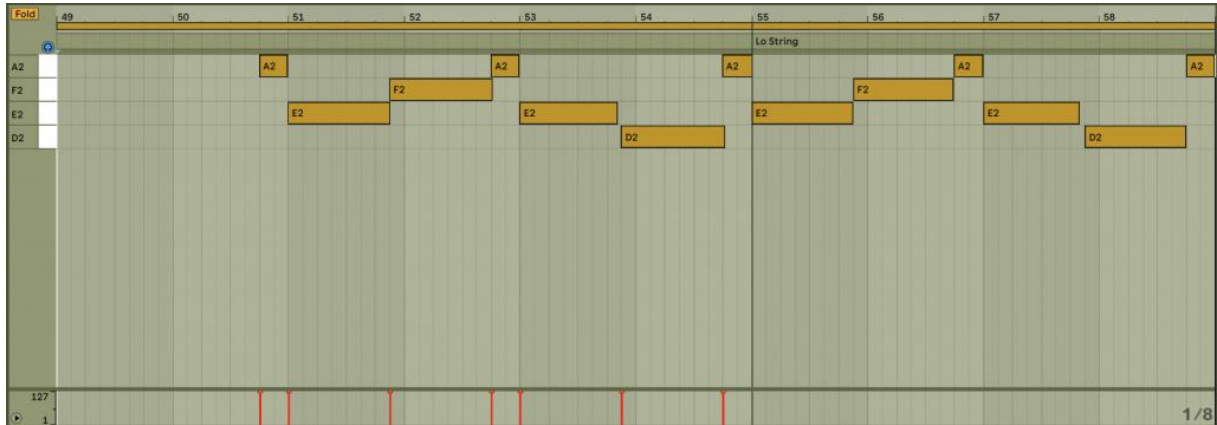 Fold 49 50 51 52 53 54 55 56 57 58
Lo String
A2 A2 A2 A2 A2 A2
F2 F2 F2
E2 E2 E2 E2 E2
D2 D2 D2
127
1 1/8